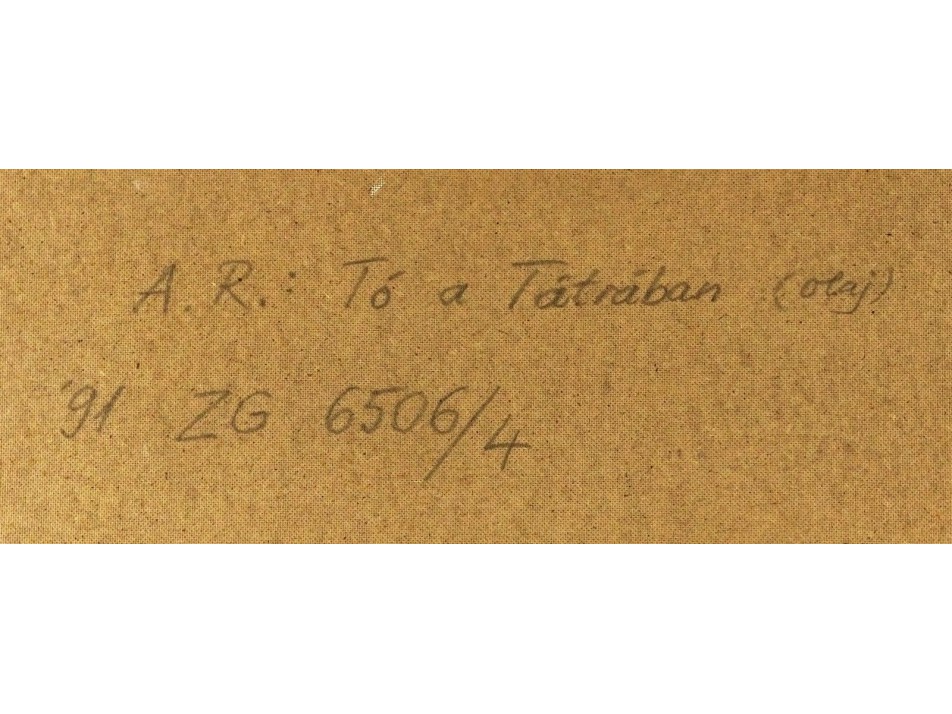 A.R.: Tó a Tátrában (olaj)
'91 ZG 6506/4